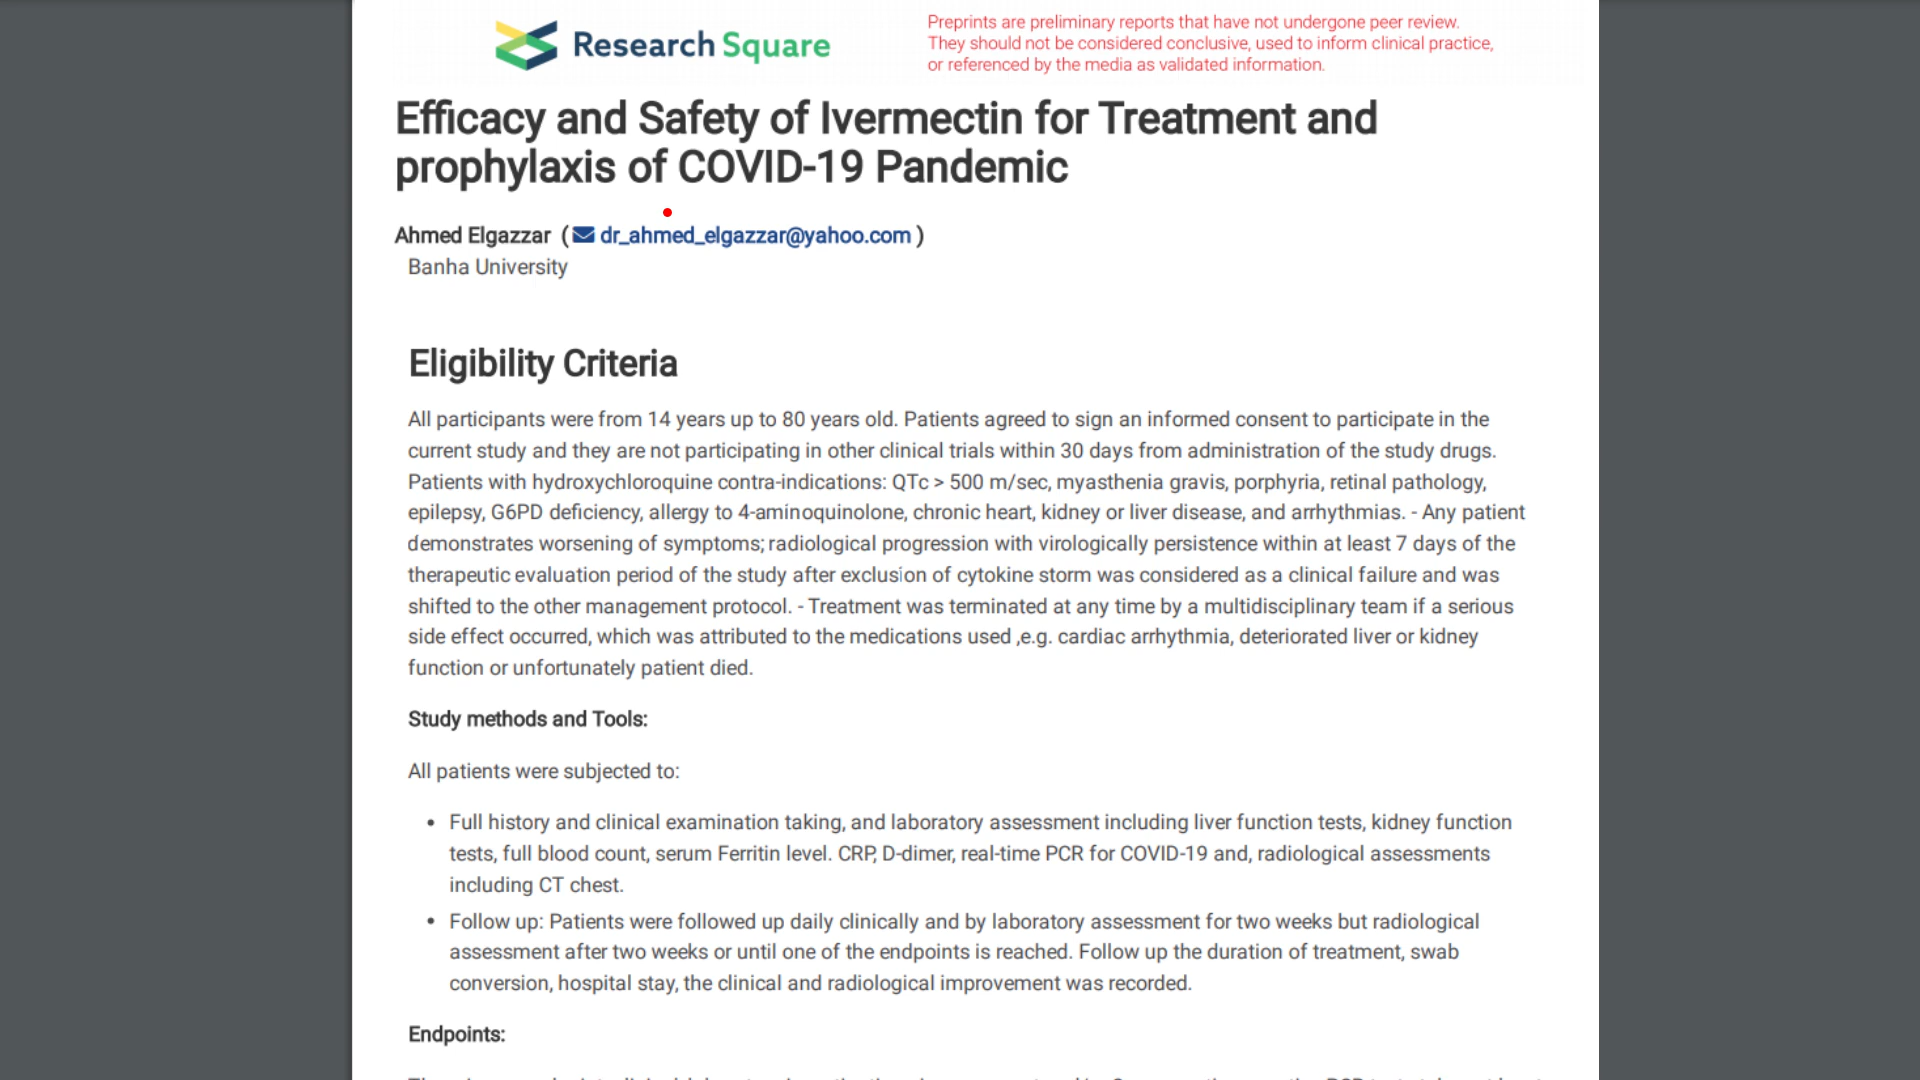 Research Square
Preprints are preliminary reports that have not undergone peer review.
They should not be considered conclusive, used to inform clinical practice,
or referenced by the media as validated information.
Efficacy and Safety of Ivermectin for Treatment and
prophylaxis of COVID-19 Pandemic
Ahmed Elgazzar ( dr_ahmed_elgazzar@yahoo.com )
Banha University
Eligibility Criteria
All participants were from 14 years up to 80 years old. Patients agreed to sign an informed consent to participate in the
current study and they are not participating in other clinical trials within 30 days from administration of the study drugs.
Patients with hydroxychloroquine contra-indications: QTc > 500 m/sec, myasthenia gravis, porphyria, retinal pathology,
epilepsy, G6PD deficiency, allergy to 4-aminoquinolone, chronic heart, kidney or liver disease, and arrhythmias. - Any patient
demonstrates worsening of symptoms; radiological progression with virologically persistence within at least 7 days of the
therapeutic evaluation period of the study after exclusion of cytokine storm was considered as a clinical failure and was
shifted to the other management protocol. - Treatment was terminated at any time by a multidisciplinary team if a serious
side effect occurred, which was attributed to the medications used ,e.g. cardiac arrhythmia, deteriorated liver or kidney
function or unfortunately patient died.
Study methods and Tools:
All patients were subjected to:
• Full history and clinical examination taking, and laboratory assessment including liver function tests, kidney function
tests, full blood count, serum Ferritin level. CRP, D-dimer, real-time PCR for COVID-19 and, radiological assessments
including CT chest.
• Follow up: Patients were followed up daily clinically and by laboratory assessment for two weeks but radiological
assessment after two weeks or until one of the endpoints is reached. Follow up the duration of treatment, swab
conversion, hospital stay, the clinical and radiological improvement was recorded.
Endpoints: